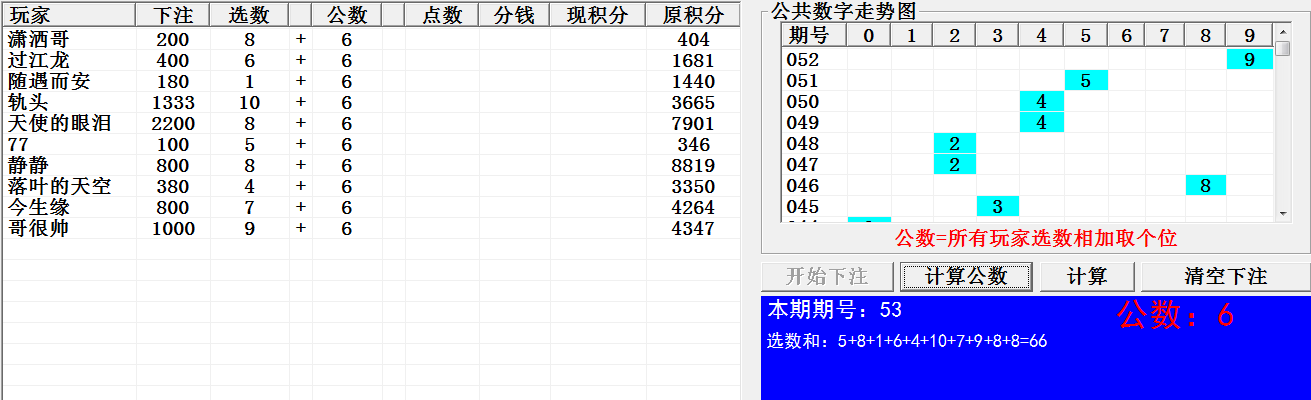 玩家 下注 选数 公数 点数 分钱 现积分 原积分
潇洒哥 200 8 + 6 404
过江龙 400 6 + 6 1681
随遇而安 180 1 + 6 1440
轨头 1333 10 + 6 3665
天使的眼泪 2200 8 + 6 7901
77 100 5 + 6 346
静静 800 8 + 6 8819
落叶的天空 380 4 + 6 3350
今生缘 800 7 + 6 4264
哥很帅 1000 9 + 6 4347
公共数字走势图
期号 0 1 2 3 4 5 6 7 8 9
052 9
051 5
050 4
049 4
048 2
047 2
046 8
045 3
公数=所有玩家选数相加取个位
开始下注 计算公数 计算 清空下注
本期期号：53
公数：6
选数和：5+8+1+6+4+10+7+9+8+8=66